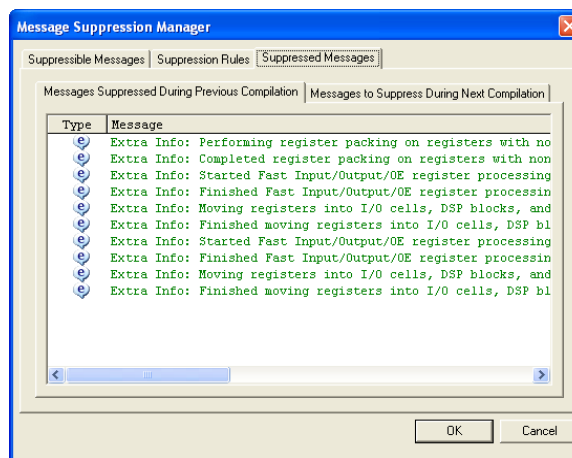 Message Suppression Manager
Suppressible Messages Suppression Rules Suppressed Messages
Messages Suppressed During Previous Compilation Messages to Suppress During Next Compilation
Type Message
Extra Info: Performing register packing on registers with no
Extra Info: Completed register packing on registers with non
Extra Info: Started Fast Input/Output/OE register processing
Extra Info: Finished Fast Input/Output/OE register processin
Extra Info: Moving registers into I/O cells, DSP blocks, and
Extra Info: Finished moving registers into I/O cells, DSP bl
Extra Info: Started Fast Input/Output/OE register processing
Extra Info: Finished Fast Input/Output/OE register processin
Extra Info: Moving registers into I/O cells, DSP blocks, and
Extra Info: Finished moving registers into I/O cells, DSP bl
OK Cancel